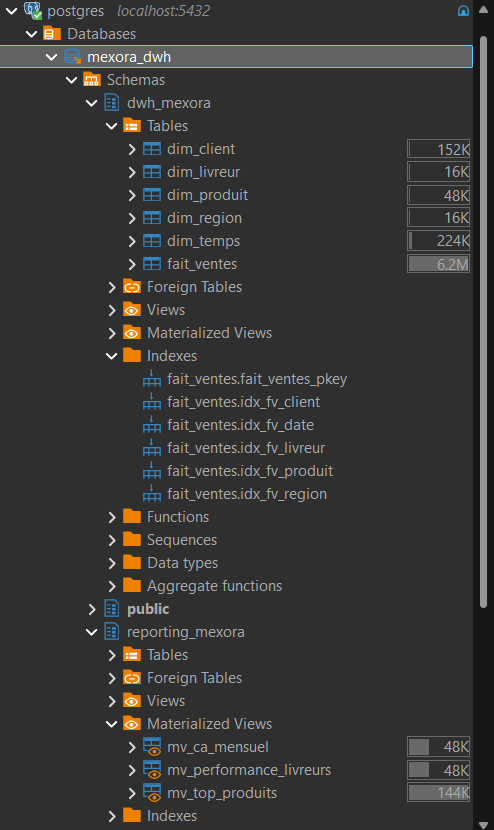 postgres localhost:5432
Databases
mexora_dwh
Schemas
dwh_mexora
Tables
dim_client 152K
dim_livreur 16K
dim_produit 48K
dim_region 16K
dim_temps 224K
fait_ventes 6.2M
Foreign Tables
Views
Materialized Views
Indexes
fait_ventes.fait_ventes_pkey
fait_ventes.idx_fv_client
fait_ventes.idx_fv_date
fait_ventes.idx_fv_livreur
fait_ventes.idx_fv_produit
fait_ventes.idx_fv_region
Functions
Sequences
Data types
Aggregate functions
public
reporting_mexora
Tables
Foreign Tables
Views
Materialized Views
mv_ca_mensuel 48K
mv_performance_livreurs 48K
mv_top_produits 144K
Indexes